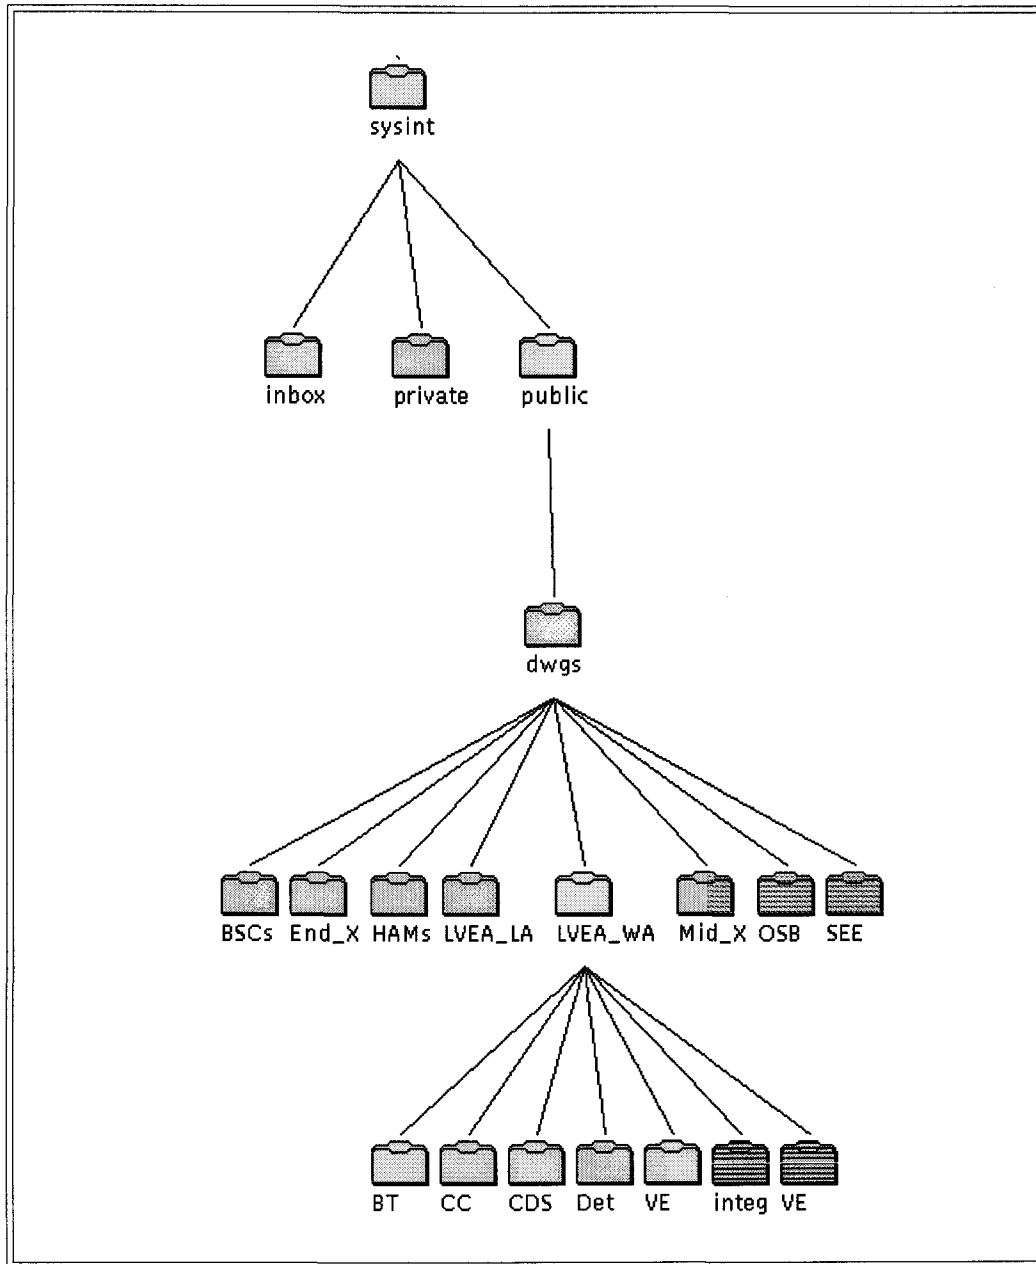 sysint
inbox private public
dwgs
BSCs End_X HAMs LVEA_LA LVEA_WA Mid_X OSB SEE
BT CC CDS Det VE integ VE